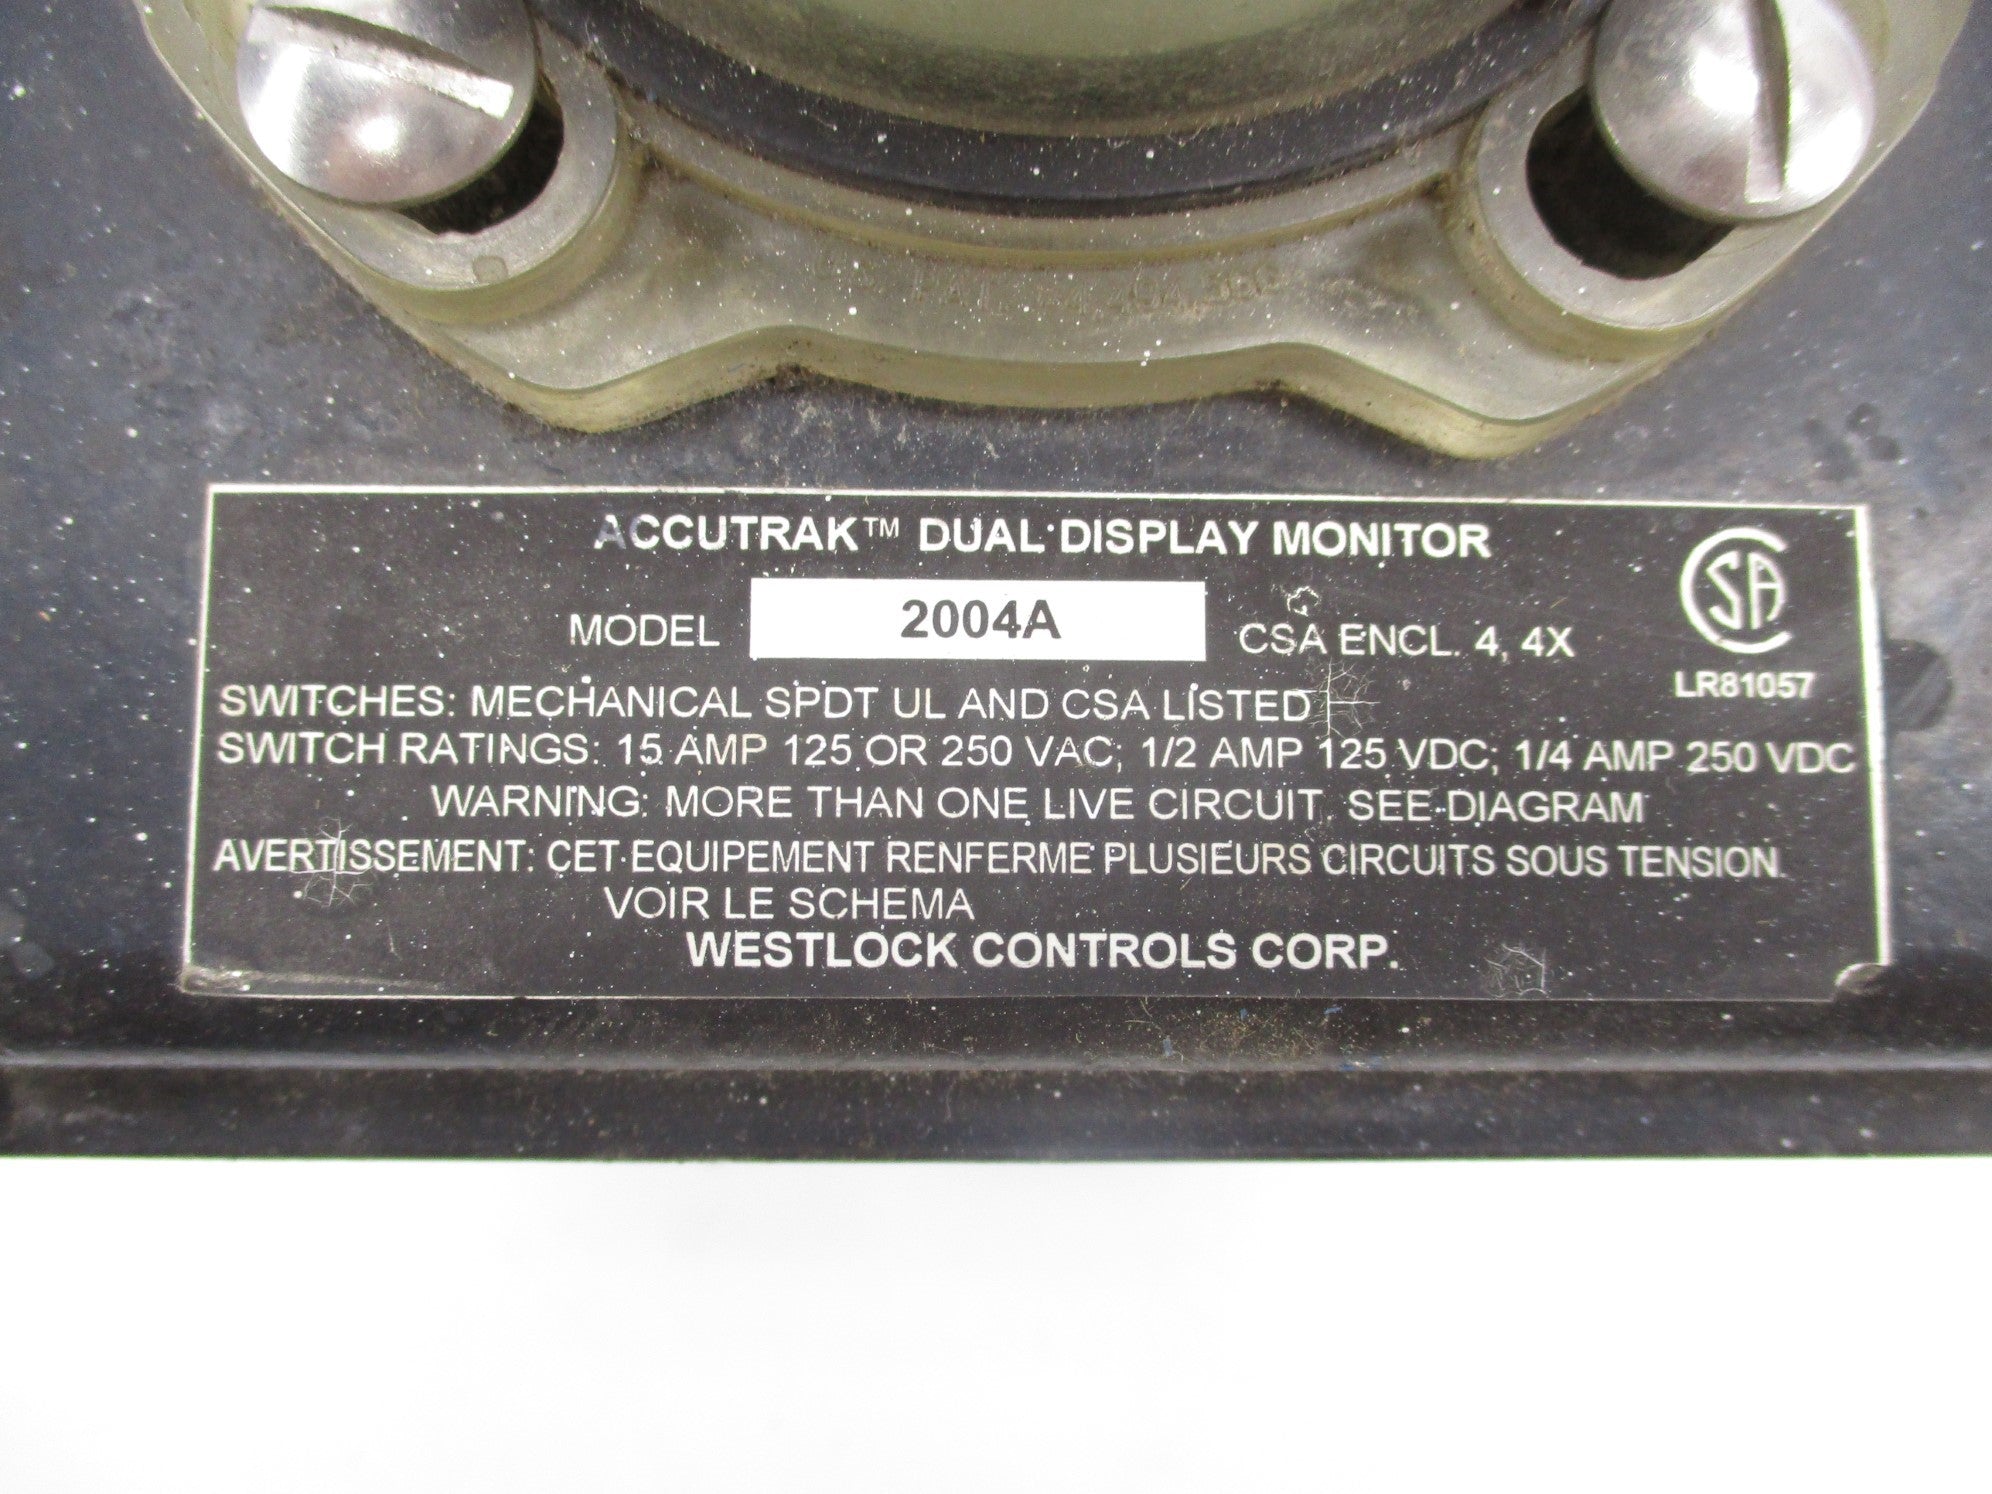 PAT.
ACCUTRAK™ DUAL DISPLAY MONITOR
MODEL 2004A CSA ENCL. 4, 4X
SA
LR81057
SWITCHES: MECHANICAL SPDT UL AND CSA LISTED
SWITCH RATINGS: 15 AMP 125 OR 250 VAC; 1/2 AMP 125 VDC; 1/4 AMP 250 VDC
WARNING: MORE THAN ONE LIVE CIRCUIT. SEE DIAGRAM
AVERTISSEMENT: CET EQUIPEMENT RENFERME PLUSIEURS CIRCUITS SOUS TENSION.
VOIR LE SCHEMA
WESTLOCK CONTROLS CORP.